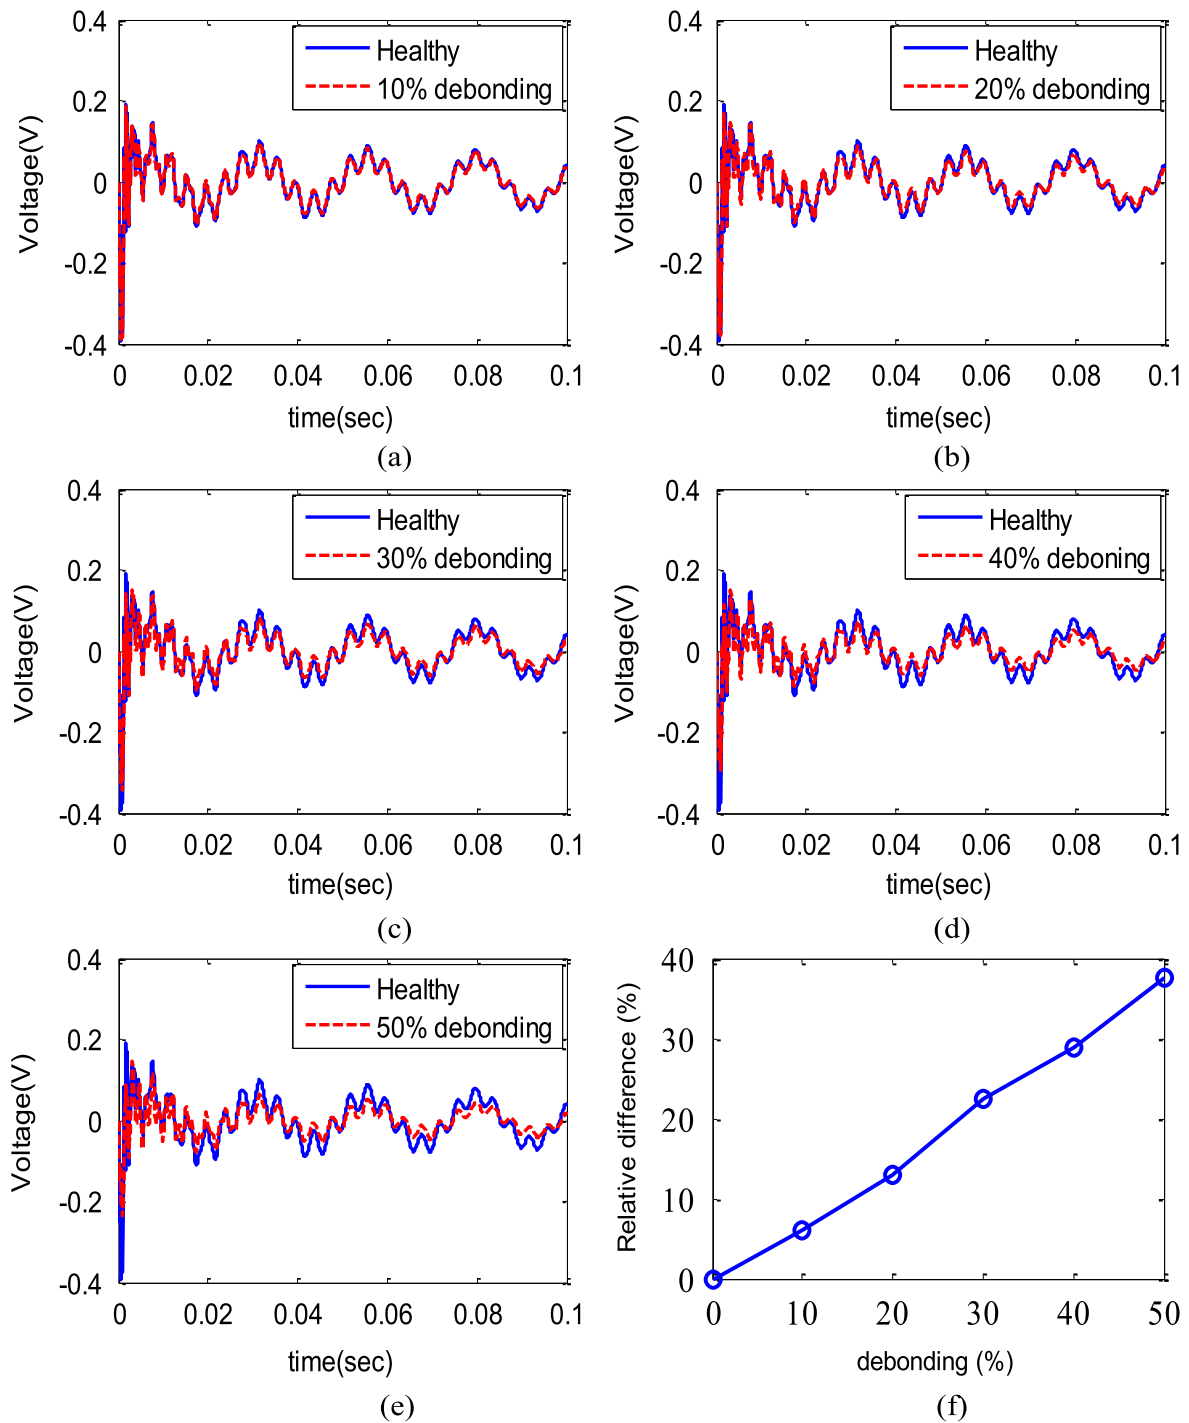 0.4
0.2
0
-0.2
-0.4
Voltage(V)
Healthy
10% debonding
0 0.02 0.04 0.06 0.08 0.1
time(sec)
(a)
0.4
0.2
0
-0.2
-0.4
Voltage(V)
Healthy
20% debonding
0 0.02 0.04 0.06 0.08 0.1
time(sec)
(b)
0.4
0.2
0
-0.2
-0.4
Voltage(V)
Healthy
30% debonding
0 0.02 0.04 0.06 0.08 0.1
time(sec)
(c)
0.4
0.2
0
-0.2
-0.4
Voltage(V)
Healthy
40% deboning
0 0.02 0.04 0.06 0.08 0.1
time(sec)
(d)
0.4
0.2
0
-0.2
-0.4
Voltage(V)
Healthy
50% debonding
0 0.02 0.04 0.06 0.08 0.1
time(sec)
(e)
40
30
20
10
0
Relative difference (%)
0 10 20 30 40 50
debonding (%)
(f)